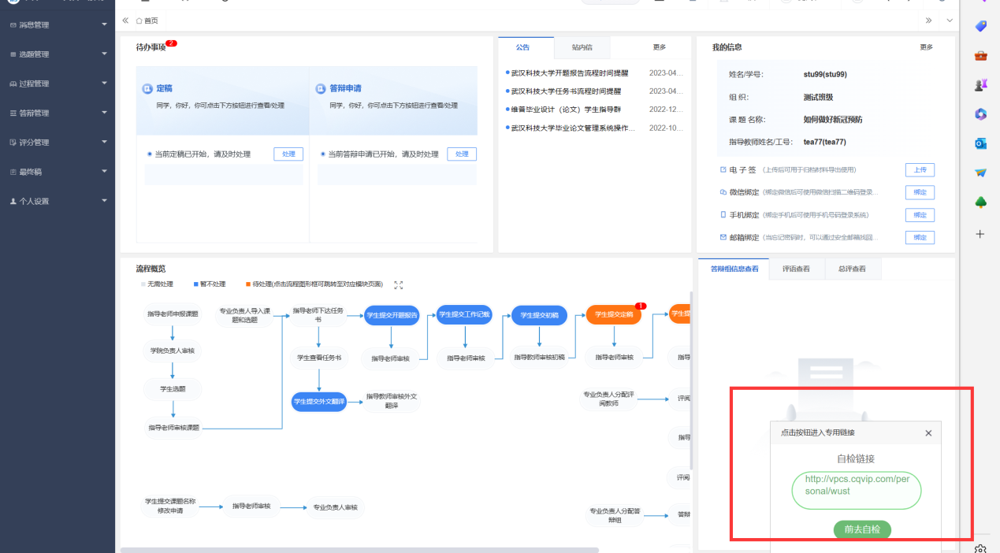 消息管理
选题管理
过程管理
答辩管理
评分管理
最终稿
个人设置
首页
待办事项
2
定稿
同学，你好，你可点击下方按钮进行查看/处理
当前定稿已开始，请及时处理
处理
答辩申请
同学，你好，你可点击下方按钮进行查看/处理
当前答辩申请已开始，请及时处理
处理
公告
站内信
更多
武汉科技大学开题报告流程时间提醒 2023-04...
武汉科技大学任务书流程时间提醒 2023-04...
维普毕业设计（论文）学生指导群 2022-12...
武汉科技大学毕业论文管理系统操作... 2022-10...
我的信息
更多
姓名/学号： stu99(stu99)
组 织： 测试班级
课 题 名称： 如何做好新冠预防
指导教师姓名/工号： tea77(tea77)
电 子 签 （上传后可用于归档材料导出使用） 上传
微信绑定（绑定微信后可使用微信扫描二维码登录... 绑定
手机绑定（绑定手机后可使用手机号码登录系统） 绑定
邮箱绑定（当忘记密码时，可以通过安全邮箱找回... 绑定
流程概览
无需处理
暂不处理
待处理(点击流程图形框可跳转至对应模块页面)
指导老师申报课题
学院负责人审核
学生选题
指导老师审核课题
专业负责人导入课
题和选题
指导老师下达任务
书
学生查看任务书
学生提交外文翻译
指导教师审核外文
翻译
学生提交开题报告
指导老师审核
学生提交工作记载
指导老师审核
学生提交初稿
指导教师审核初稿
学生提交定稿
1
指导老师审核
学生提
指导
专业负责人分配评
阅教师
评阅
指导
评阅
学生提交课题名称
修改申请
指导老师审核
专业负责人审核
专业负责人分配答
辩组
答辩
答辩组信息查看
评语查看
总评查看
点击按钮进入专用链接
自检链接
http://vpcs.cqvip.com/per
sonal/wust
前去自检